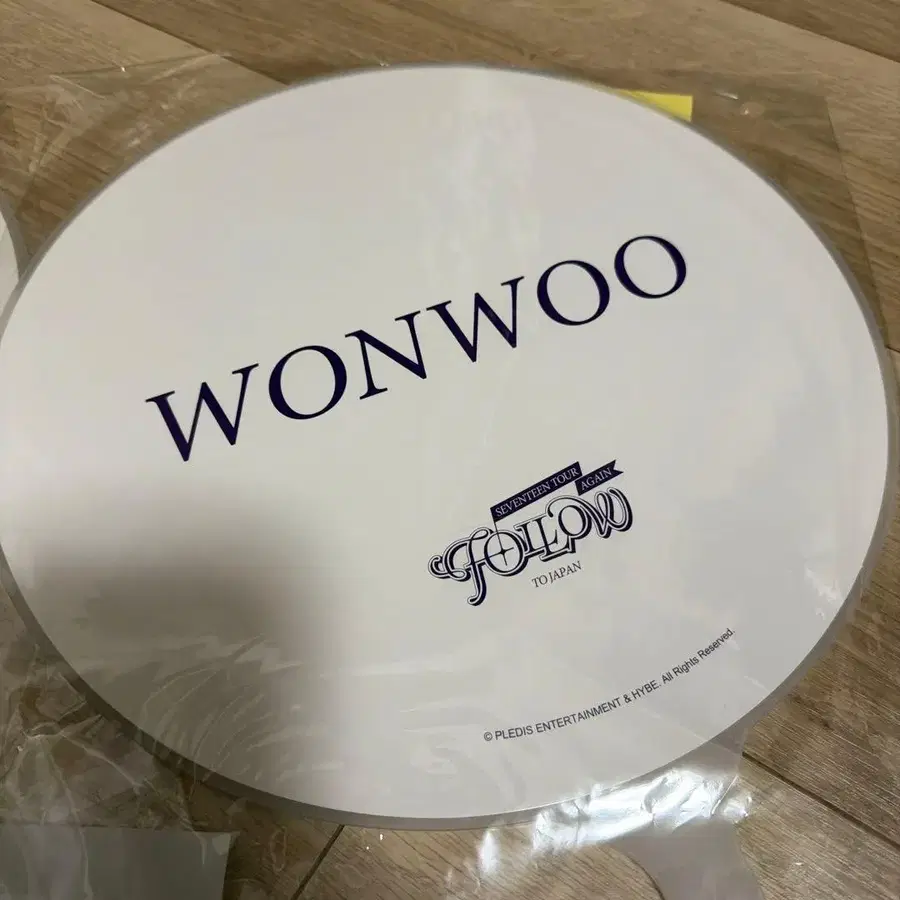 WONWOO
SEVENTEEN TOUR
AGAIN
FOLLOW
TO JAPAN
© PLEDIS ENTERTAINMENT & HYBE. All Rights Reserved.